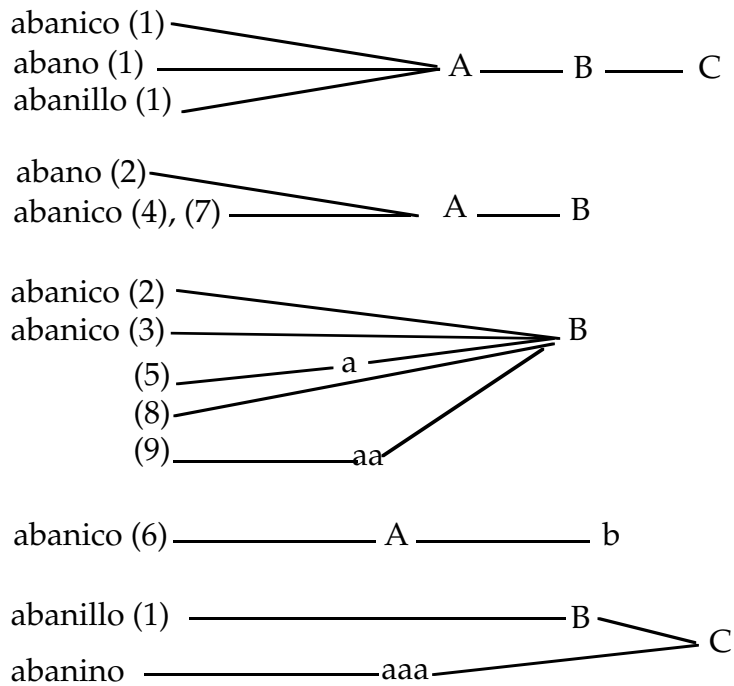 abanico (1)
abano (1) A B C
abanillo (1)
abano (2)
abanico (4), (7) A B
abanico (2)
abanico (3) B
(5) a
(8)
(9) aa
abanico (6) A b
abanillo (1) B
C
abanino aaa